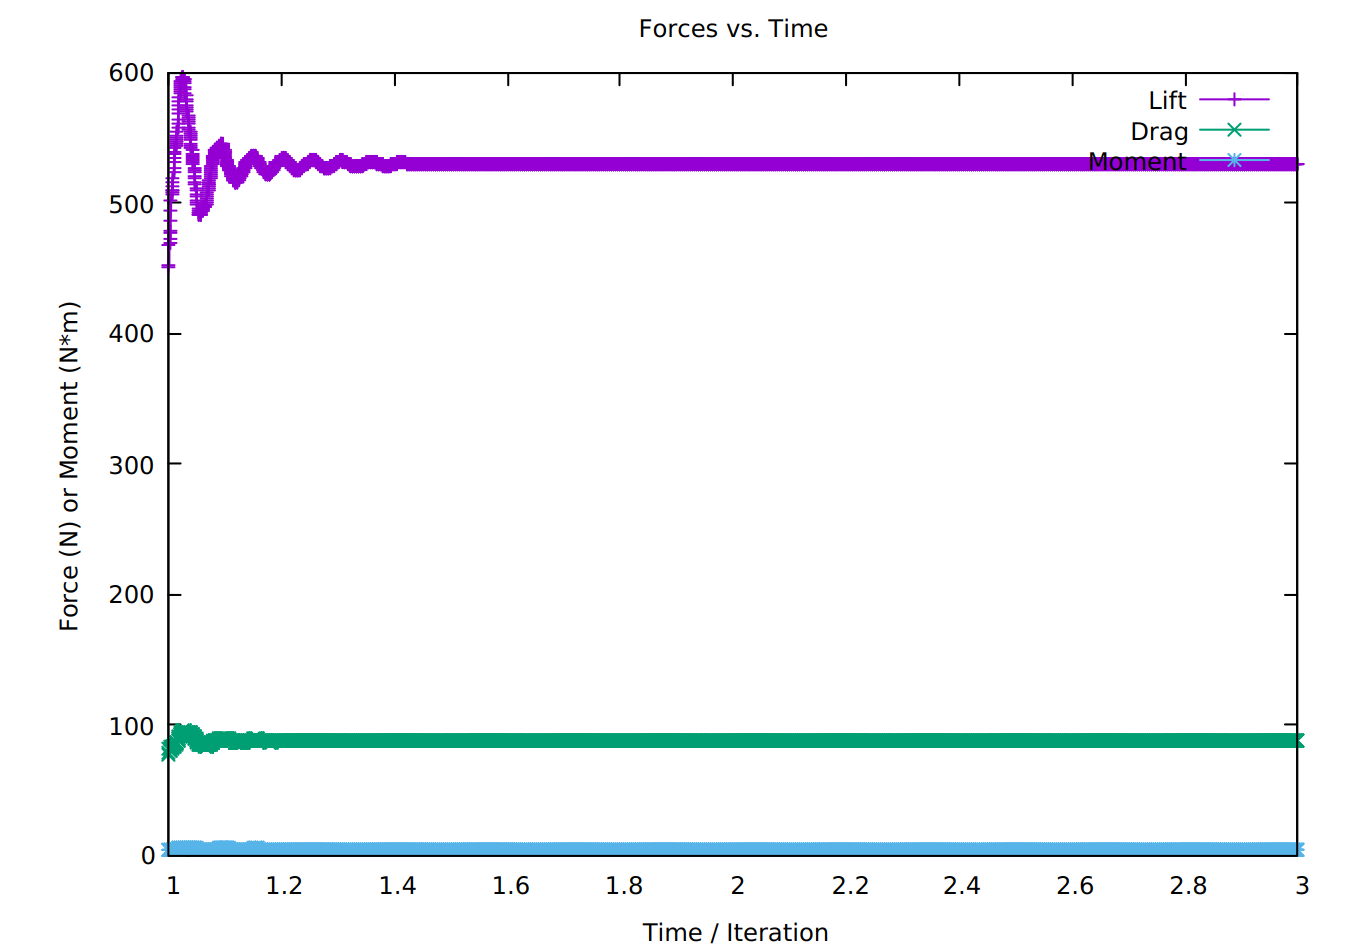 Forces vs. Time
600
500
400
300
200
100
0
Force (N) or Moment (N*m)
Lift
Drag
Moment
1 1.2 1.4 1.6 1.8 2 2.2 2.4 2.6 2.8 3
Time / Iteration